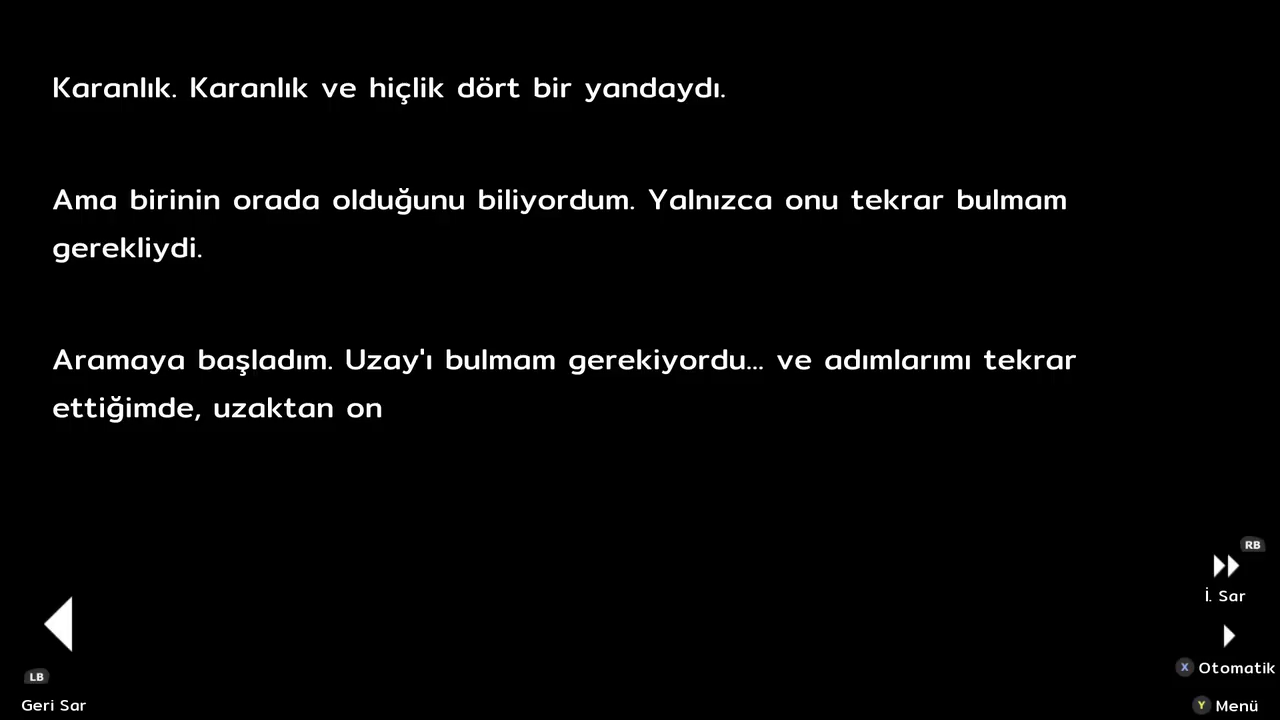 Karanlık. Karanlık ve hiçlik dört bir yandaydı.
Ama birinin orada olduğunu biliyordum. Yalnızca onu tekrar bulmam
gerekliydi.
Aramaya başladım. Uzay'ı bulmam gerekiyordu... ve adımlarımı tekrar
ettiğimde, uzaktan on
RB
İ. Sar
X Otomatik
LB
Geri Sar
Y Menü